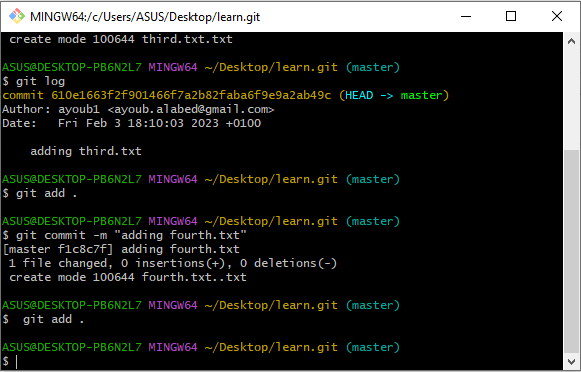 MINGW64:/c/Users/ASUS/Desktop/learn.git
create mode 100644 third.txt.txt
ASUS@DESKTOP-PB6N2L7 MINGW64 ~/Desktop/learn.git (master)
$ git log
commit 610e1663f2f901466f7a2b82faba6f9e9a2ab49c (HEAD -> master)
Author: ayoub1 <ayoub.alabed@gmail.com>
Date:   Fri Feb 3 18:10:03 2023 +0100
    adding third.txt
ASUS@DESKTOP-PB6N2L7 MINGW64 ~/Desktop/learn.git (master)
$ git add .
ASUS@DESKTOP-PB6N2L7 MINGW64 ~/Desktop/learn.git (master)
$ git commit -m "adding fourth.txt"
[master f1c8c7f] adding fourth.txt
 1 file changed, 0 insertions(+), 0 deletions(-)
 create mode 100644 fourth.txt..txt
ASUS@DESKTOP-PB6N2L7 MINGW64 ~/Desktop/learn.git (master)
$  git add .
ASUS@DESKTOP-PB6N2L7 MINGW64 ~/Desktop/learn.git (master)
$